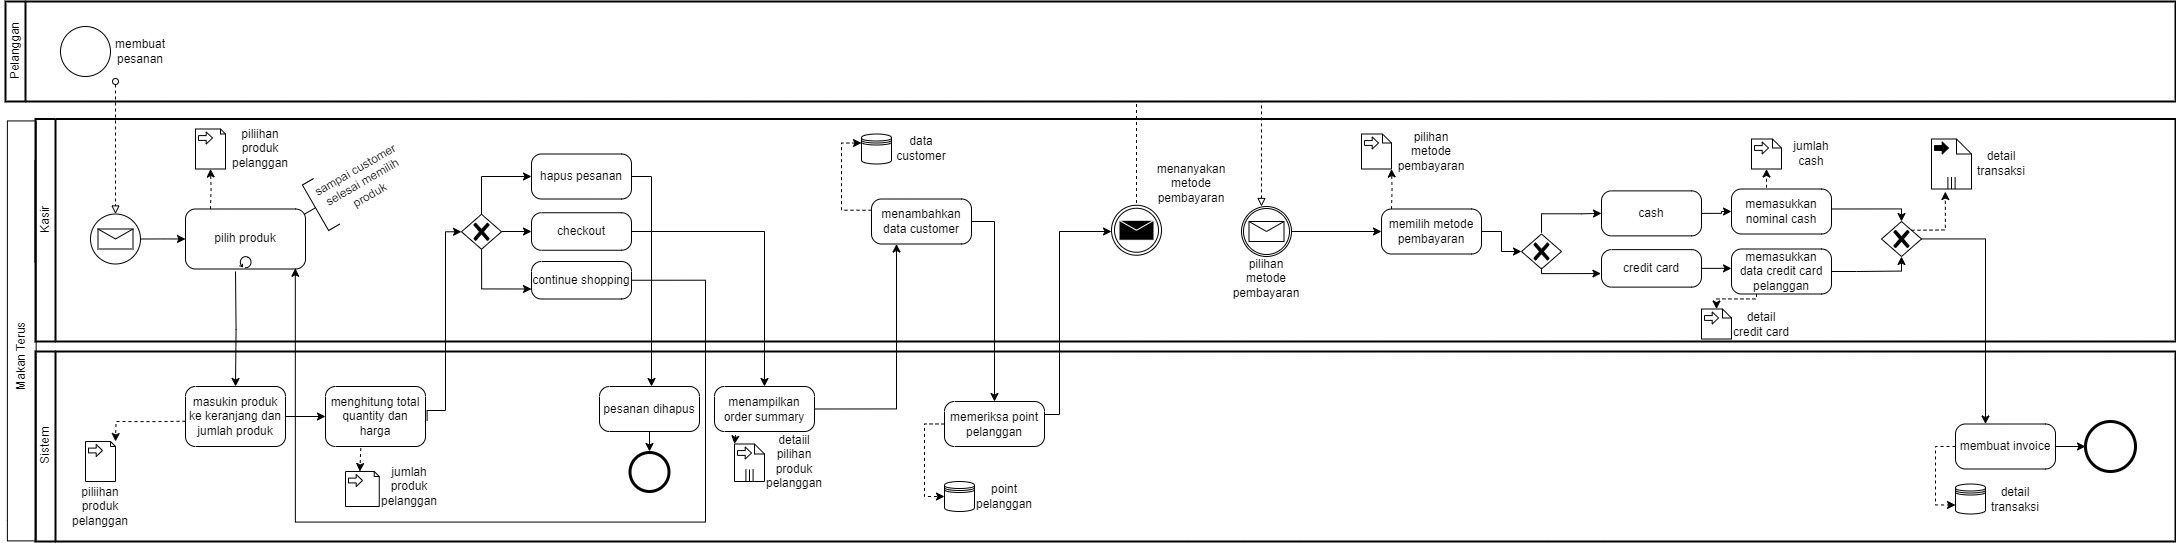 Pelanggan
membuat
pesanan
Makan Terus
Kasir
piliihan
produk
pelanggan
sampai customer
selesai memilih
produk
pilih produk
hapus pesanan
checkout
continue shopping
data
customer
menambahkan
data customer
menanyakan
metode
pembayaran
pilihan
metode
pembayaran
pilihan
metode
pembayaran
memilih metode
pembayaran
cash
credit card
jumlah
cash
memasukkan
nominal cash
memasukkan
data credit card
pelanggan
detail
credit card
detail
transaksi
Sistem
masukin produk
ke keranjang dan
jumlah produk
piliihan
produk
pelanggan
menghitung total
quantity dan
harga
jumlah
produk
pelanggan
pesanan dihapus
menampilkan
order summary
detaiil
pilihan
produk
pelanggan
memeriksa point
pelanggan
point
pelanggan
membuat invoice
detail
transaksi